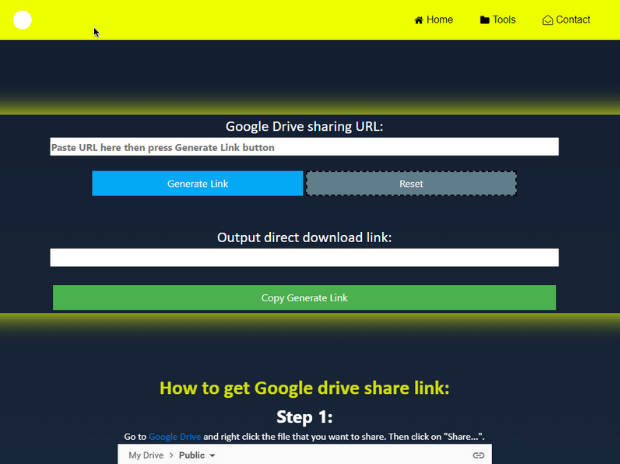 Home Tools Contact
Google Drive sharing URL:
Paste URL here then press Generate Link button
Generate Link Reset
Output direct download link:
Copy Generate Link
How to get Google drive share link:
Step 1:
Go to Google Drive and right click the file that you want to share. Then click on "Share...".
My Drive > Public